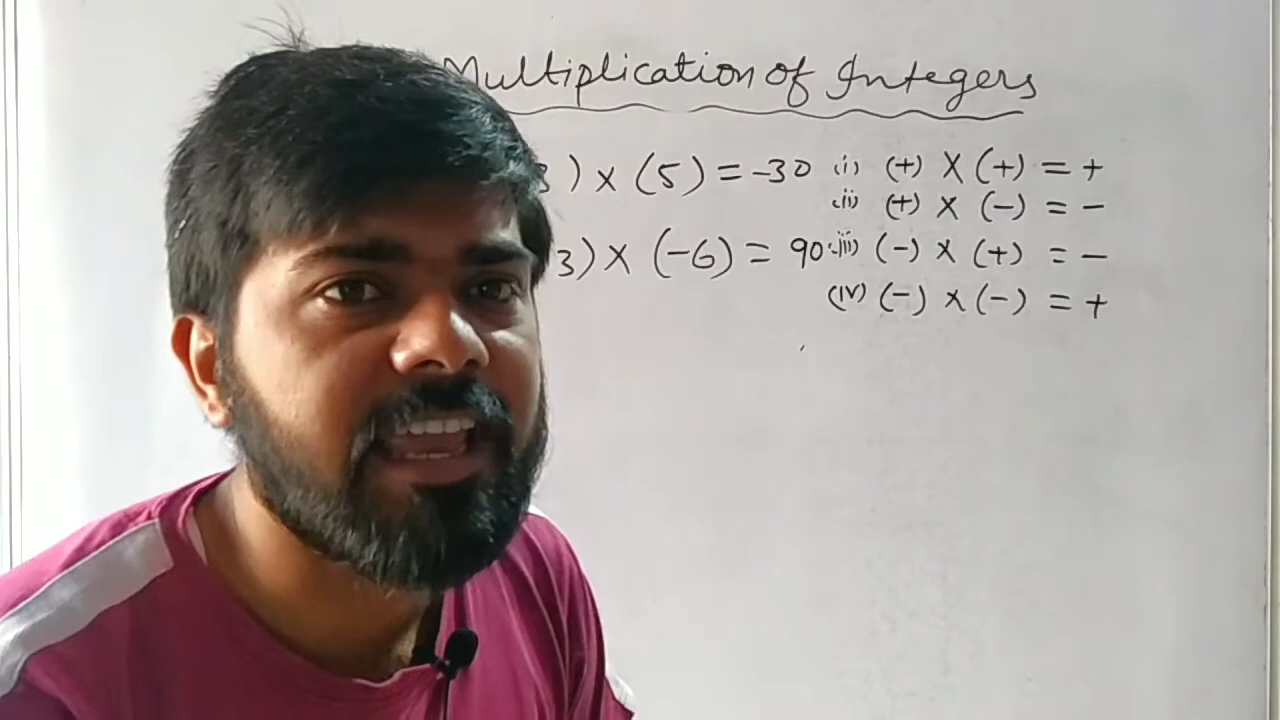 Multiplication of Integers
3 ) × (5) = -30 (i) (+) × (+) = +
(ii) (+) × (-) = -
3) × (-6) = 90 (iii) (-) × (+) = -
(iv) (-) × (-) = +